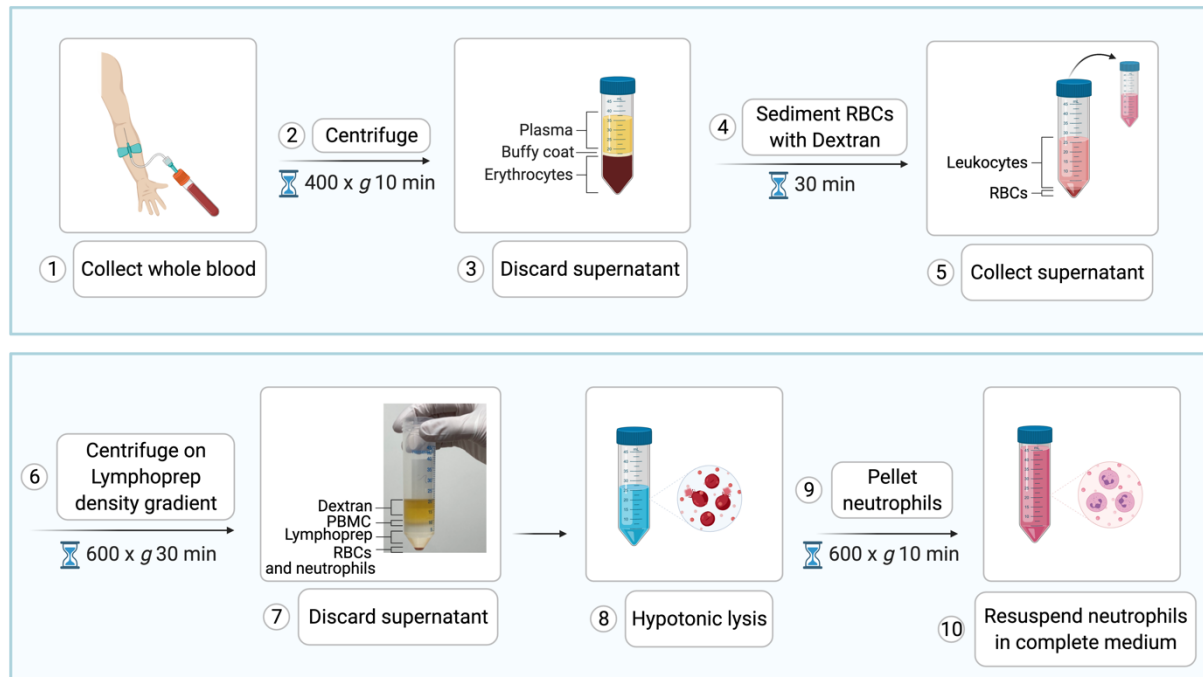 2 Centrifuge
400 x g 10 min
Plasma
Buffy coat
Erythrocytes
4 Sediment RBCs
with Dextran
30 min
Leukocytes
RBCs
1 Collect whole blood
3 Discard supernatant
5 Collect supernatant
6 Centrifuge on
Lymphoprep
density gradient
600 x g 30 min
Dextran
PBMC
Lymphoprep
RBCs
and neutrophils
7 Discard supernatant
8 Hypotonic lysis
9 Pellet
neutrophils
600 x g 10 min
10 Resuspend neutrophils
in complete medium